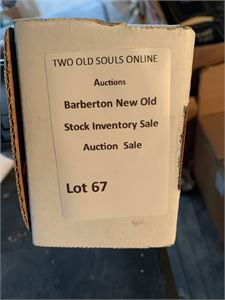 TWO OLD SOULS ONLINE
Auctions
Barberton New Old
Stock Inventory Sale
Auction Sale
Lot 67